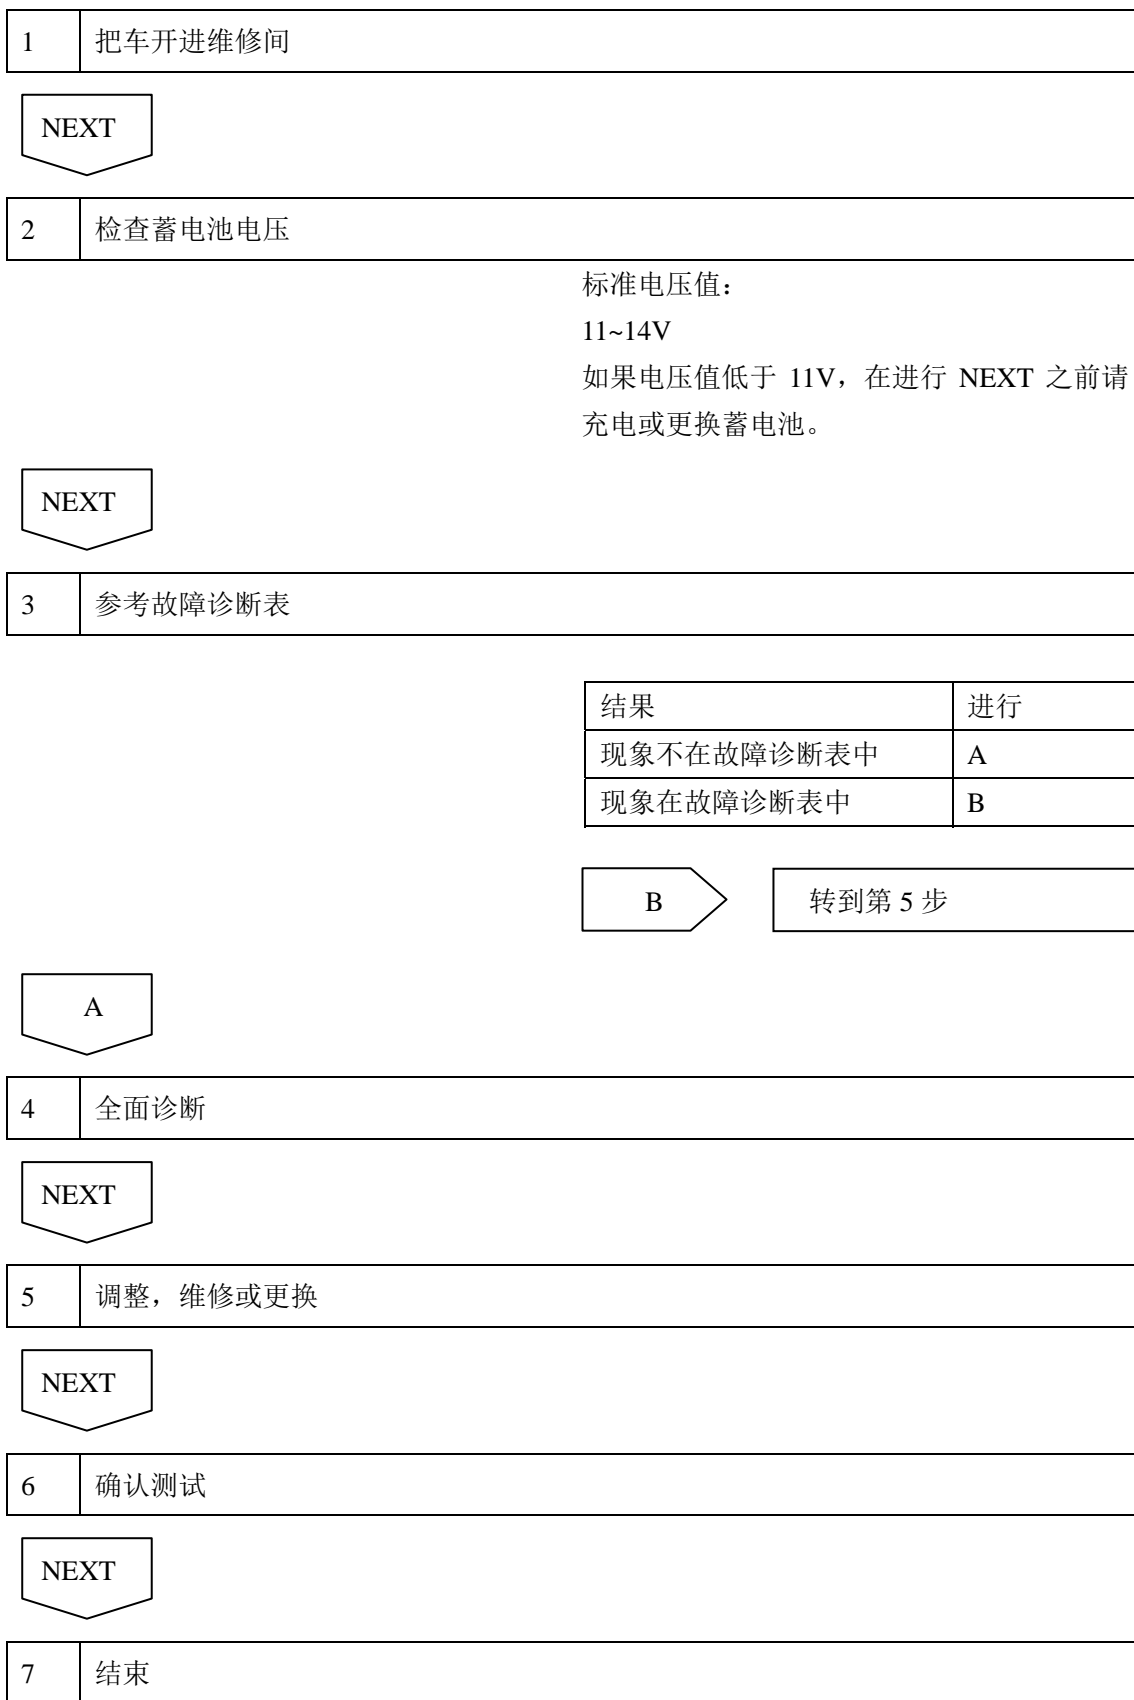 1 把车开进维修间
NEXT
2 检查蓄电池电压
标准电压值：
11~14V
如果电压值低于 11V，在进行 NEXT 之前请
充电或更换蓄电池。
NEXT
3 参考故障诊断表
结果 进行
现象不在故障诊断表中 A
现象在故障诊断表中 B
B 转到第 5 步
A
4 全面诊断
NEXT
5 调整，维修或更换
NEXT
6 确认测试
NEXT
7 结束